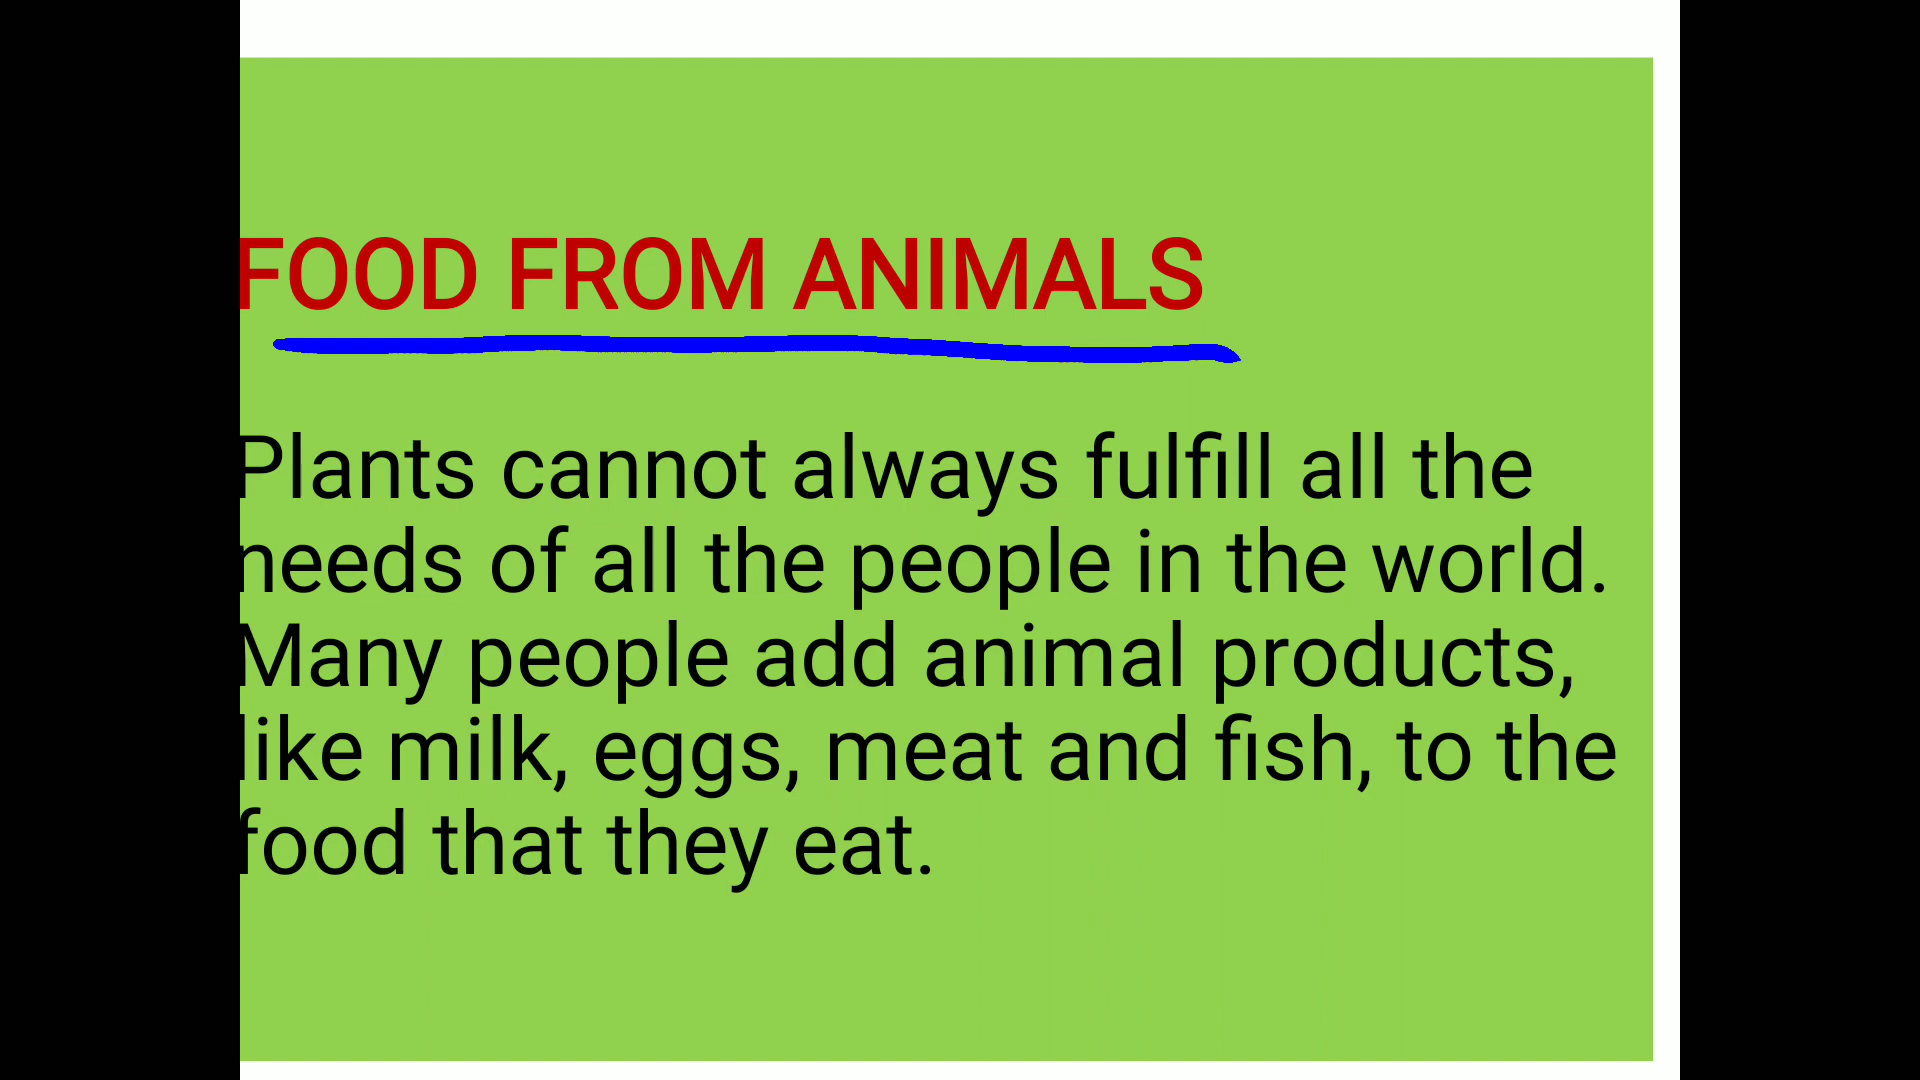 FOOD FROM ANIMALS
Plants cannot always fulfill all the
needs of all the people in the world.
Many people add animal products,
like milk, eggs, meat and fish, to the
food that they eat.